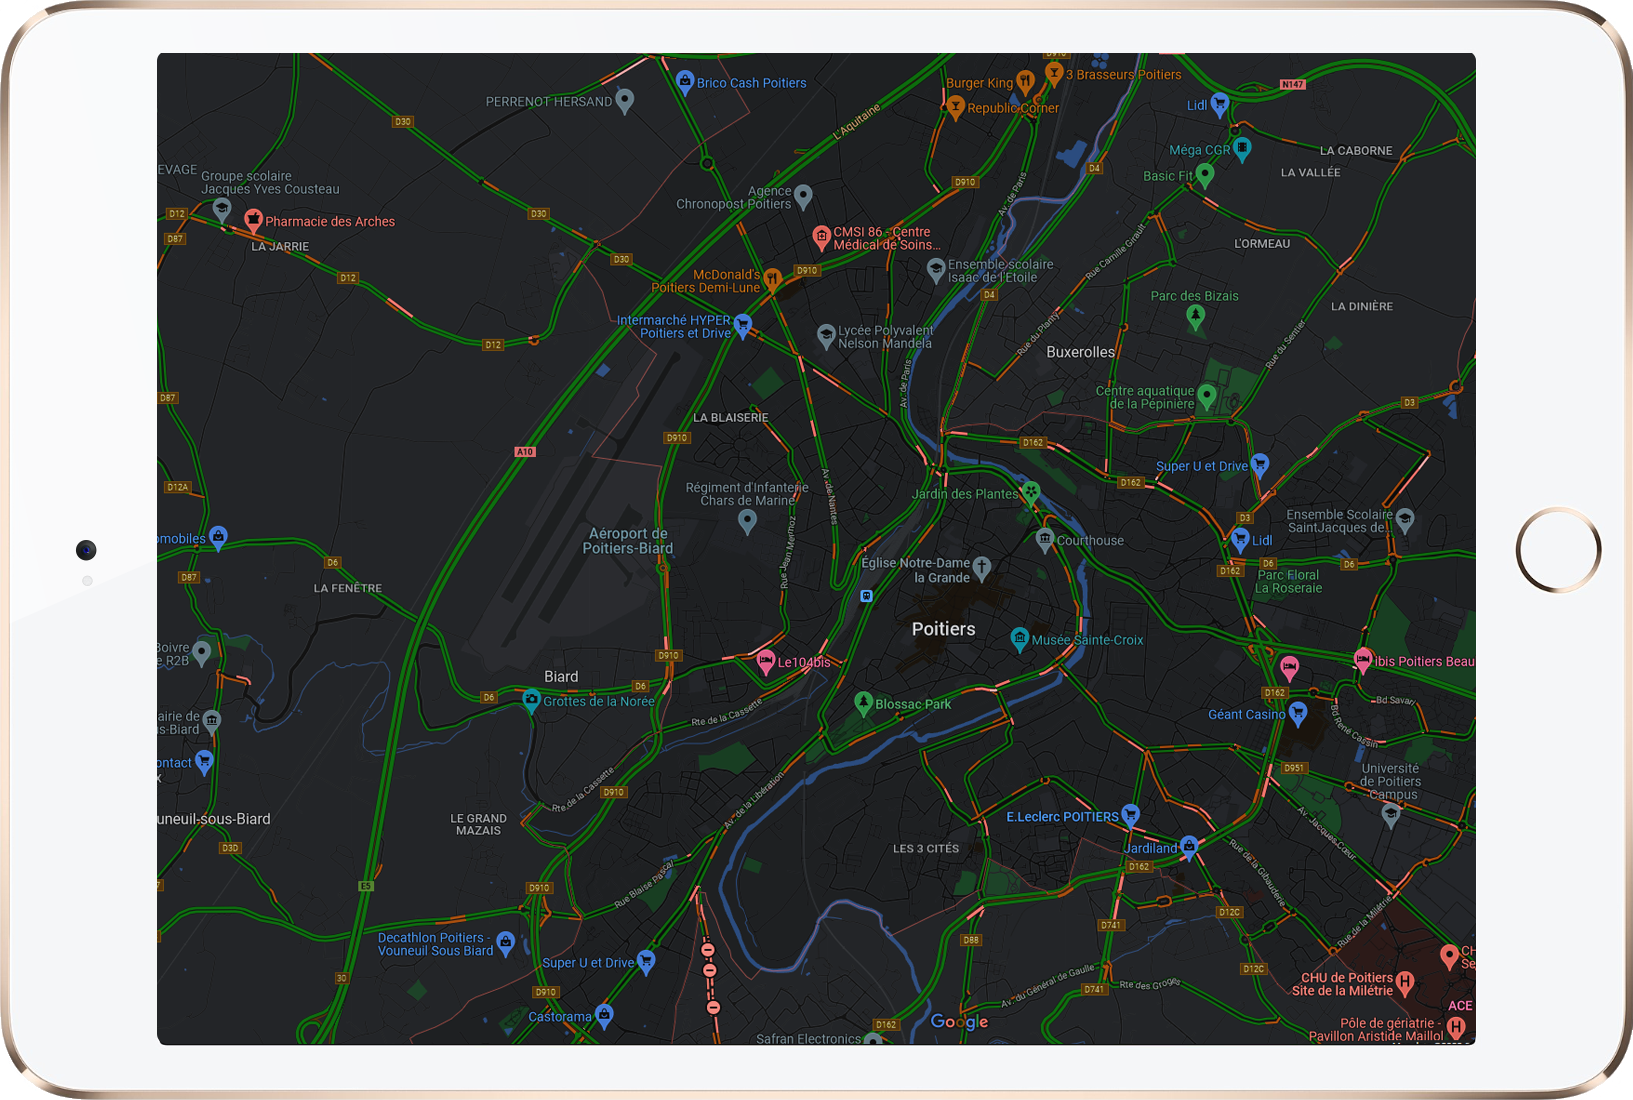 D910
Brico Cash Poitiers
Burger King
3 Brasseurs Poitiers
N147
PERRENOT HERSAND
Republic Corner
Lidl
D30
L'Aquitaine
Méga CGR
LA CABORNE
EVAGE
Groupe scolaire
Jacques Yves Cousteau
D4
Basic Fit
LA VALLÉE
D910
Agence
Chronopost Poitiers
Av. de Paris
D12
D30
Pharmacie des Arches
CMSI 86 - Centre
Médical de Soins...
D87
LA JARRIE
L'ORMEAU
Rue Camille Girault
D30
D910
Ensemble scolaire
Isaac de l'Etoile
D12
McDonald's
Poitiers Demi-Lune
D4
Parc des Bizais
LA DINIÈRE
Intermarché HYPER
Poitiers et Drive
Lycée Polyvalent
Nelson Mandela
Rue du Planty
Rue du Sentier
D12
Buxerolles
Av. de Paris
D87
Centre aquatique
de la Pépinière
D3
LA BLAISERIE
D910
D162
A10
Super U et Drive
D162
D12A
Régiment d'Infanterie
Chars de Marine
Av. de Nantes
Jardin des Plantes
D3
Ensemble Scolaire
SaintJacques de...
Aéroport de
Poitiers-Biard
Rue Jean Mermoz
Courthouse
Lidl
omobiles
D6
Église Notre-Dame
la Grande
D162
D6
D6
D87
LA FENÊTRE
Parc Floral
La Roseraie
Poitiers
Musée Sainte-Croix
Boivre
e R2B
D910
Le104bis
ibis Poitiers Beau
Biard
D6
D6
Grottes de la Norée
D162
Bd Savari
airie de
s-Biard
Rte de la Cassette
Blossac Park
Géant Casino
Bd René Cassin
ontact
x
D951
Université
de Poitiers
Campus
Rte de la Cassette
D910
Av. de la Libération
uneuil-sous-Biard
LE GRAND
MAZAIS
E.Leclerc POITIERS
Av. Jacques Cœur
D3D
LES 3 CITÉS
Jardiland
D162
Rue de la Gibauderie
7
E5
D910
Rue Blaise Pascal
D12C
Rue de la Milétrie
D741
Decathlon Poitiers -
Vouneuil Sous Biard
D88
Super U et Drive
D12C
CH
Se
30
D910
Av. du Général de Gaulle
D741
Rte des Groges
CHU de Poitiers
Site de la Milétrie
ACE
Castorama
D162
Google
Pôle de gériatrie -
Pavillon Aristide Maillol
Safran Electronics